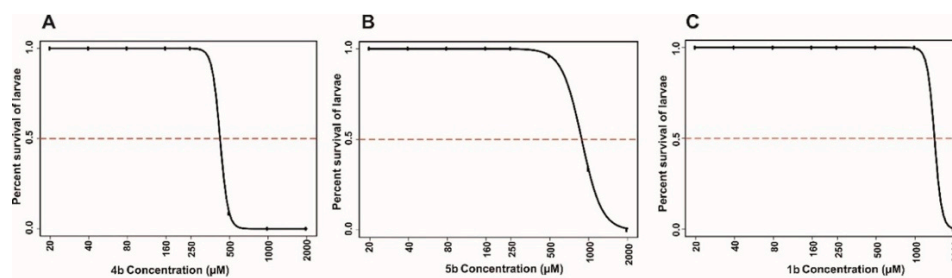 A
Percent survival of larvae
1.0
0.5
0.0
20 40 80 160 250 500 1000 2000
4b Concentration (µM)
B
Percent survival of larvae
1.0
0.5
0.0
20 40 80 160 250 500 1000 2000
5b Concentration (µM)
C
Percent survival of larvae
1.0
0.5
0.0
20 40 80 160 250 500 1000
1b Concentration (µM)